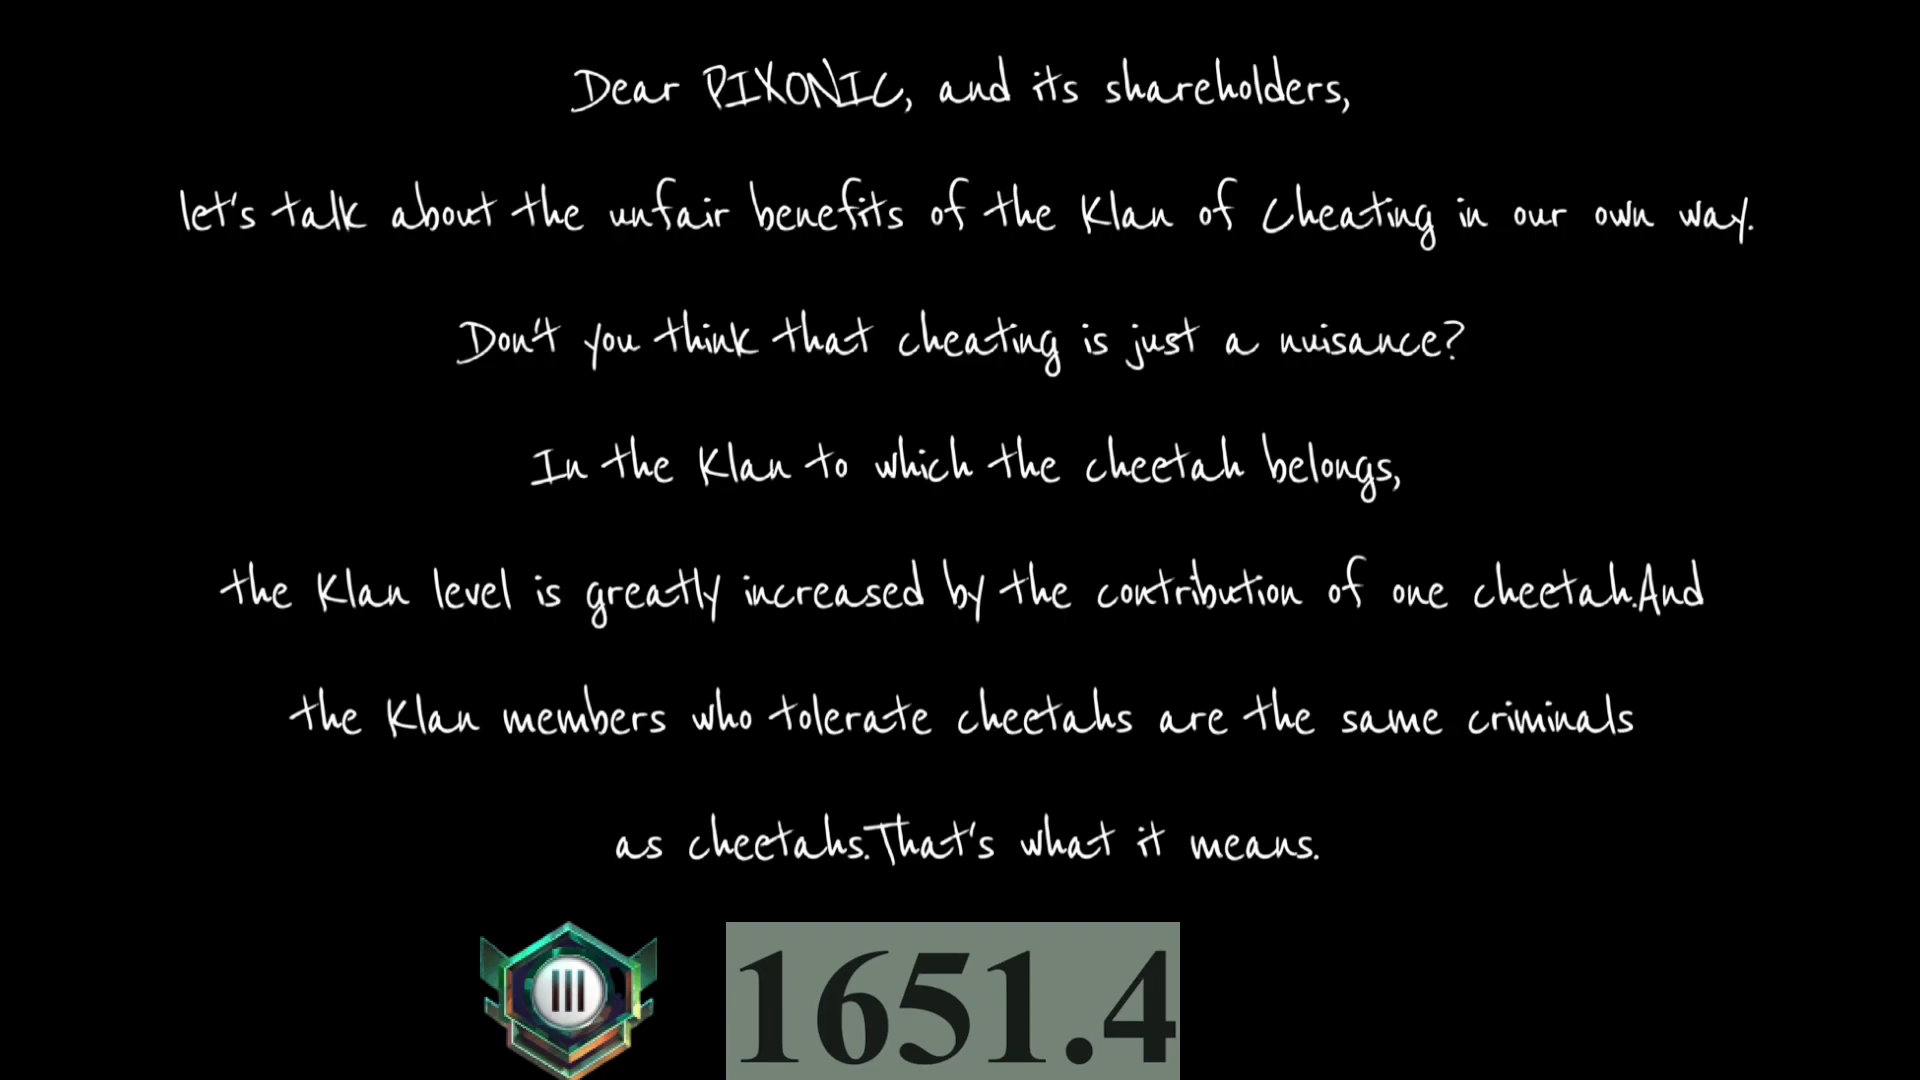 Dear PIXONIC, and its shareholders,
let's talk about the unfair benefits of the Klan of Cheating in our own way.
Don't you think that cheating is just a nuisance?
In the Klan to which the cheetah belongs,
the Klan level is greatly increased by the contribution of one cheetah.And
the Klan members who tolerate cheetahs are the same criminals
as cheetahs.That's what it means.
III
1651.4